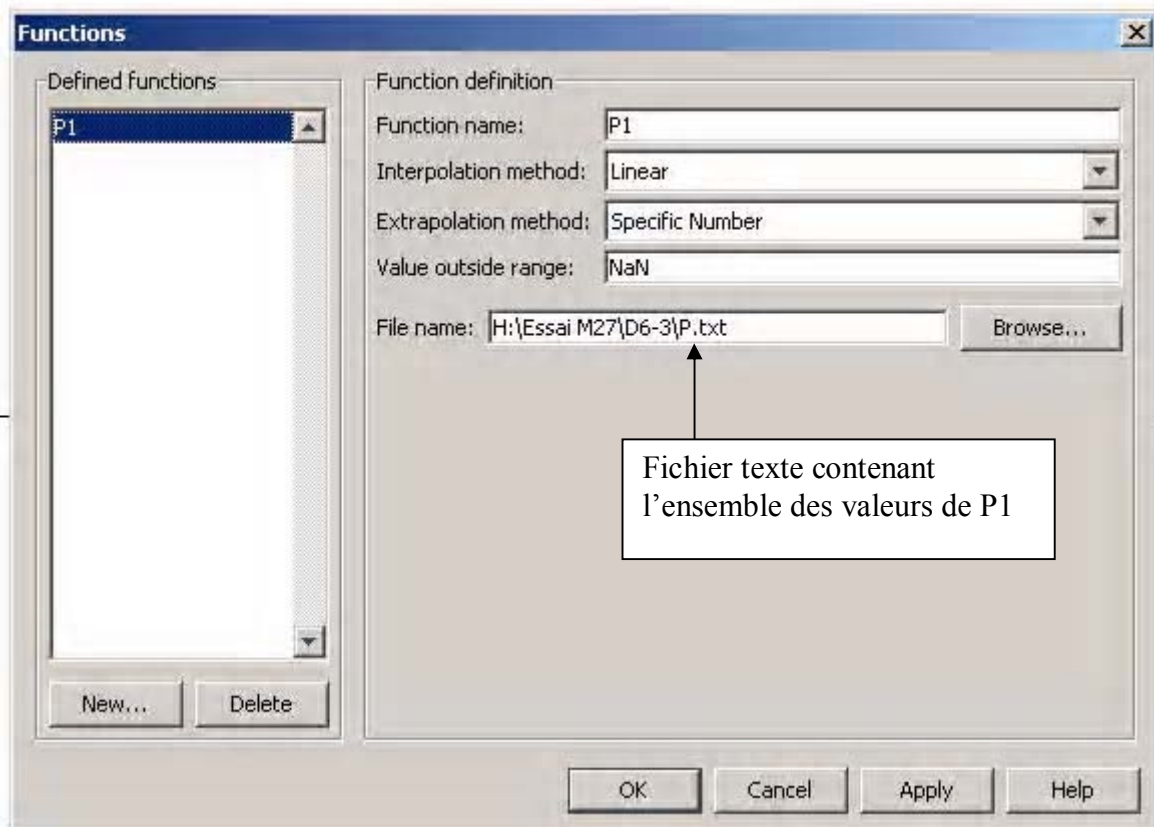 Functions
Defined functions
P1
New...
Delete
Function definition
Function name: P1
Interpolation method: Linear
Extrapolation method: Specific Number
Value outside range: NaN
File name: H:\Essai M27\D6-3\P.txt Browse...
Fichier texte contenant
l’ensemble des valeurs de P1
OK Cancel Apply Help